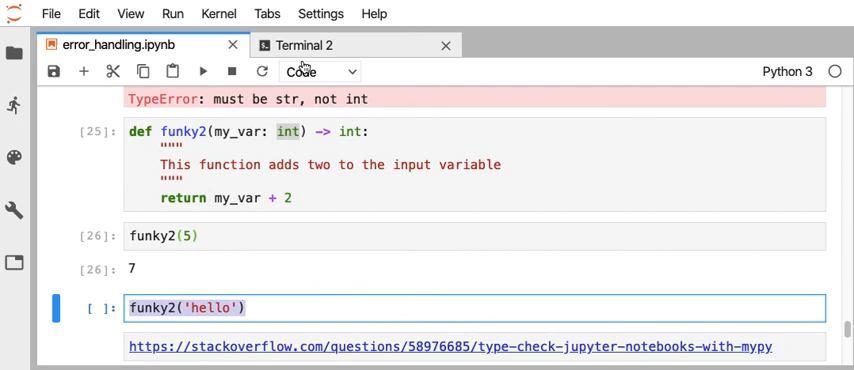 File Edit View Run Kernel Tabs Settings Help
error_handling.ipynb
Terminal 2
Code
Python 3
TypeError: must be str, not int
[25]: def funky2(my_var: int) -> int:
"""
This function adds two to the input variable
"""
return my_var + 2
[26]: funky2(5)
[26]: 7
[ ]: funky2('hello')
https://stackoverflow.com/questions/58976685/type-check-jupyter-notebooks-with-mypy